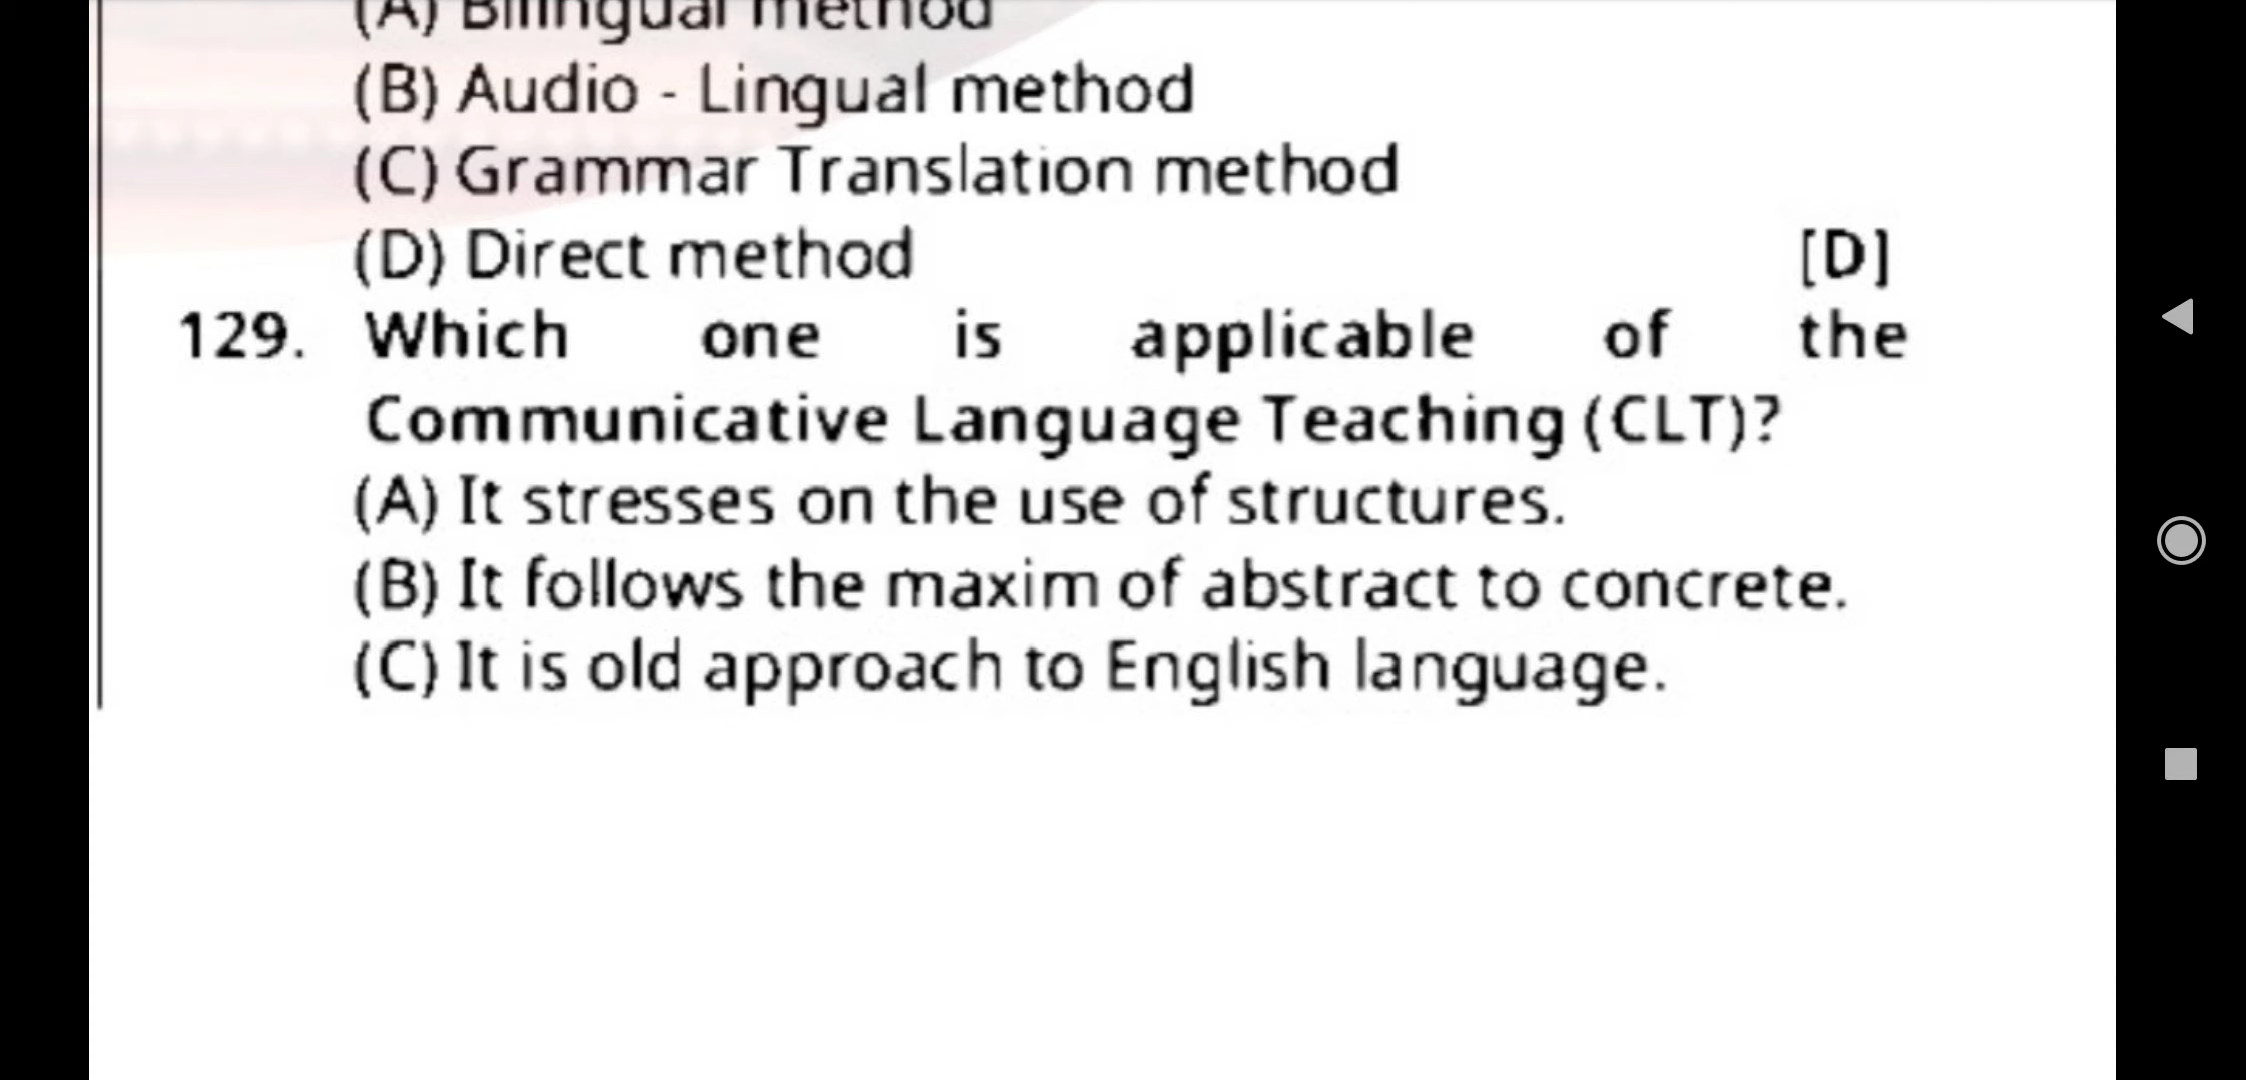 (A) Bilingual method
(B) Audio - Lingual method
(C) Grammar Translation method
(D) Direct method [D]
129. Which one is applicable of the
Communicative Language Teaching (CLT)?
(A) It stresses on the use of structures.
(B) It follows the maxim of abstract to concrete.
(C) It is old approach to English language.